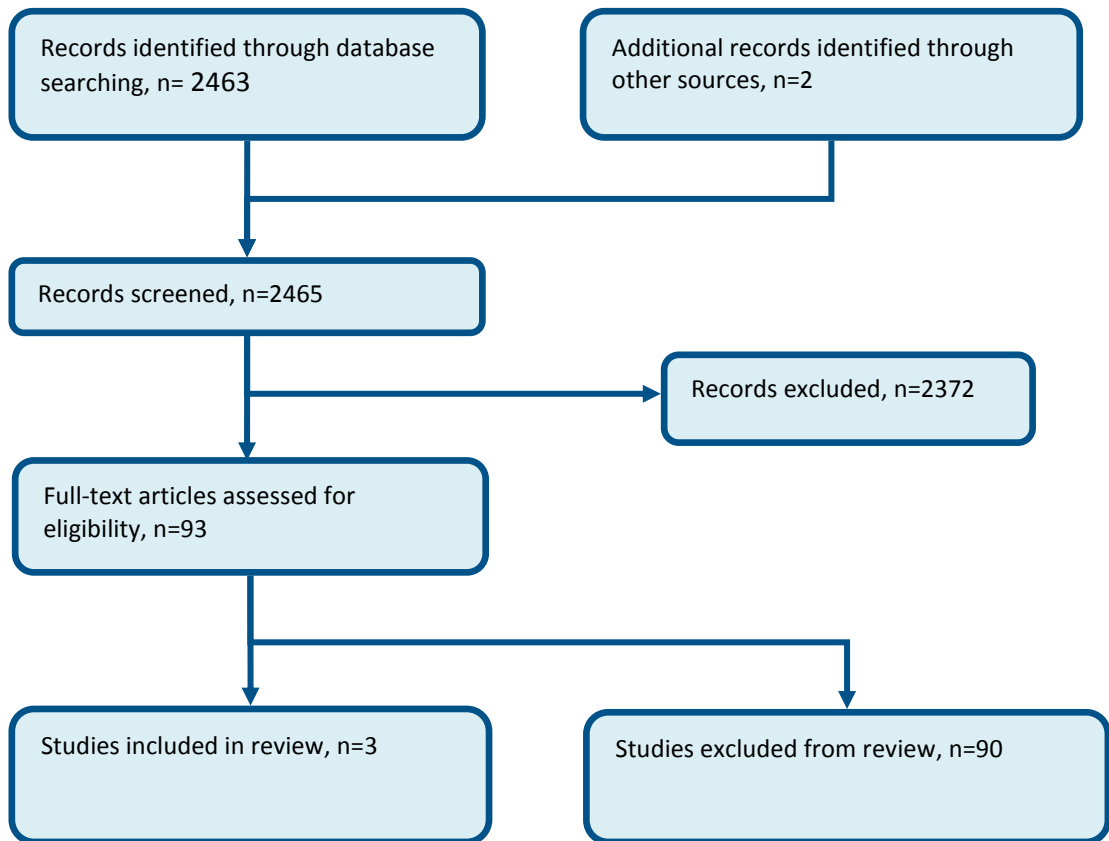 Records identified through database
searching, n= 2463
Additional records identified through
other sources, n=2
Records screened, n=2465
Records excluded, n=2372
Full-text articles assessed for
eligibility, n=93
Studies included in review, n=3
Studies excluded from review, n=90